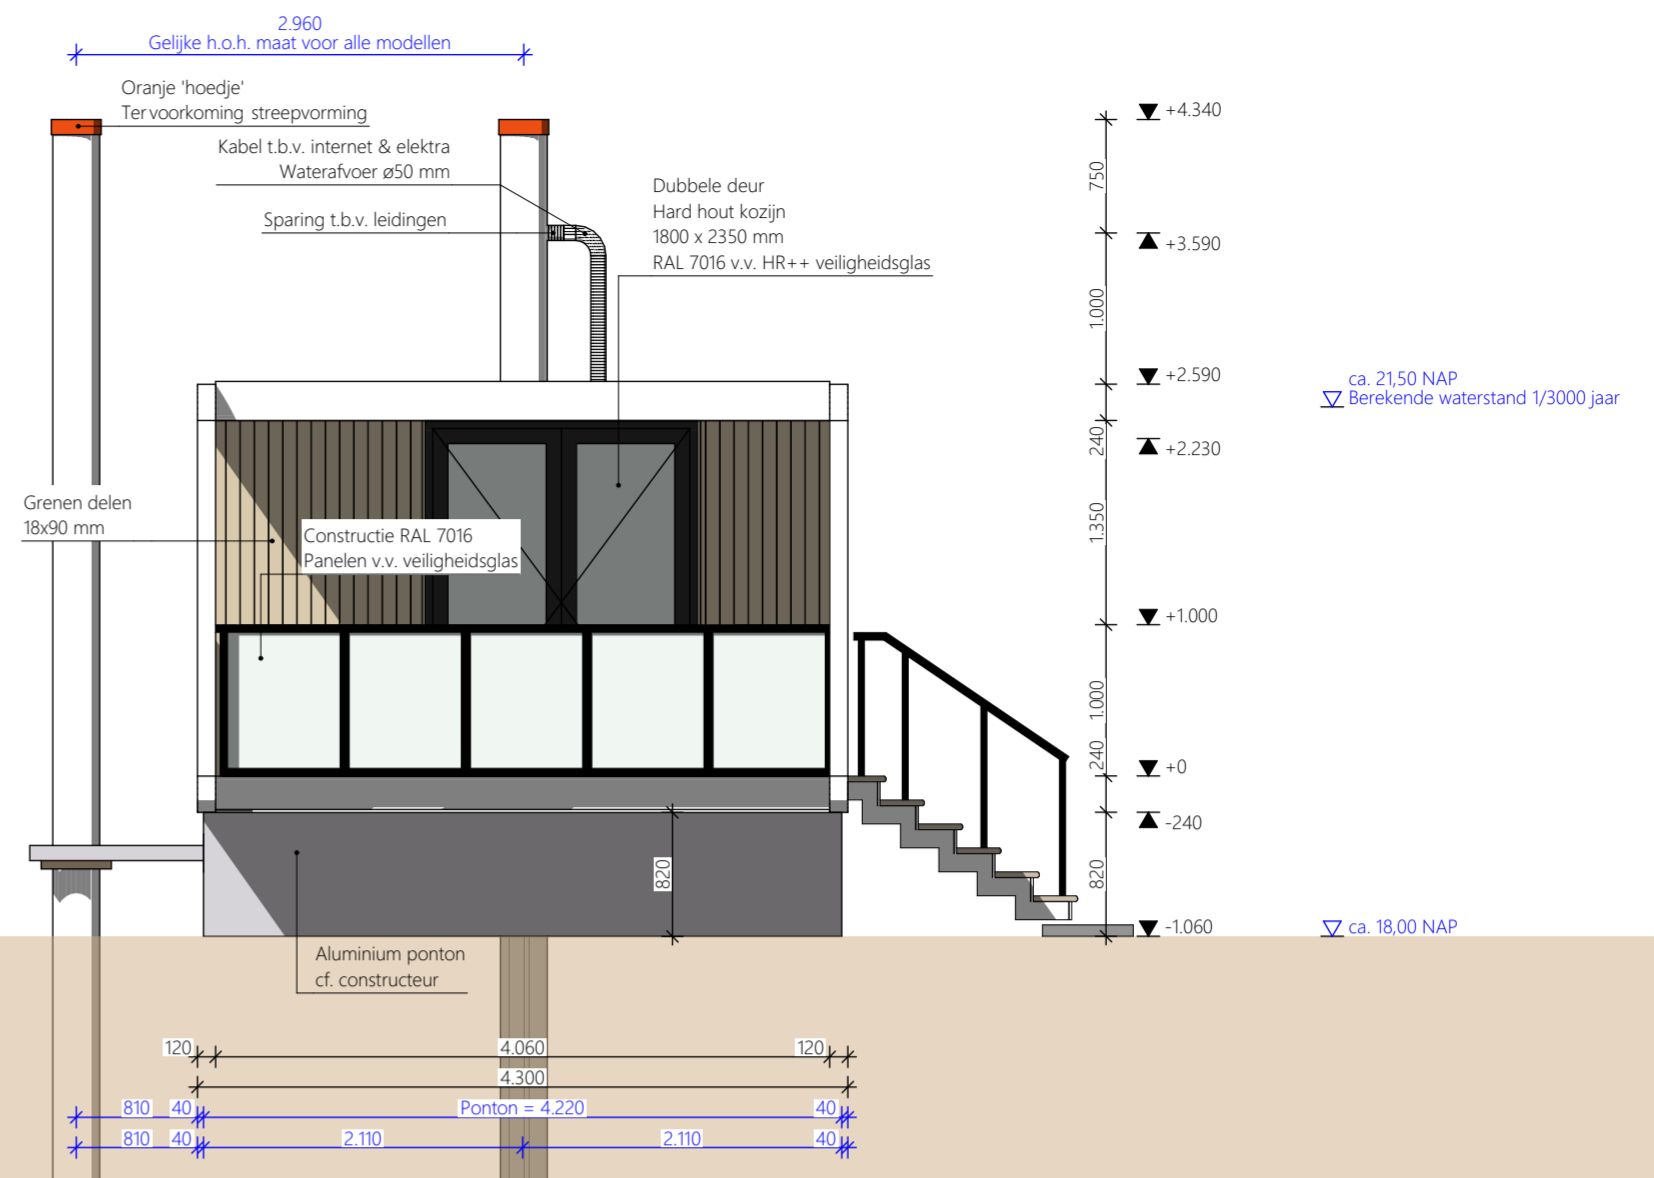 2.960
Gelijke h.o.h. maat voor alle modellen
Oranje 'hoedje'
Ter voorkoming streepvorming
Kabel t.b.v. internet & elektra
Waterafvoer ø50 mm
Sparing t.b.v. leidingen
Dubbele deur
Hard hout kozijn
1800 x 2350 mm
RAL 7016 v.v. HR++ veiligheidsglas
Grenen delen
18x90 mm
Constructie RAL 7016
Panelen v.v. veiligheidsglas
+4.340
750
+3.590
1.000
+2.590
240
+2.230
1.350
+1.000
1.000
240
+0
-240
820
-1.060
ca. 21,50 NAP
Berekende waterstand 1/3000 jaar
ca. 18,00 NAP
820
Aluminium ponton
cf. constructeur
120 4.060 120
4.300
810 40 Ponton = 4.220 40
810 40 2.110 2.110 40